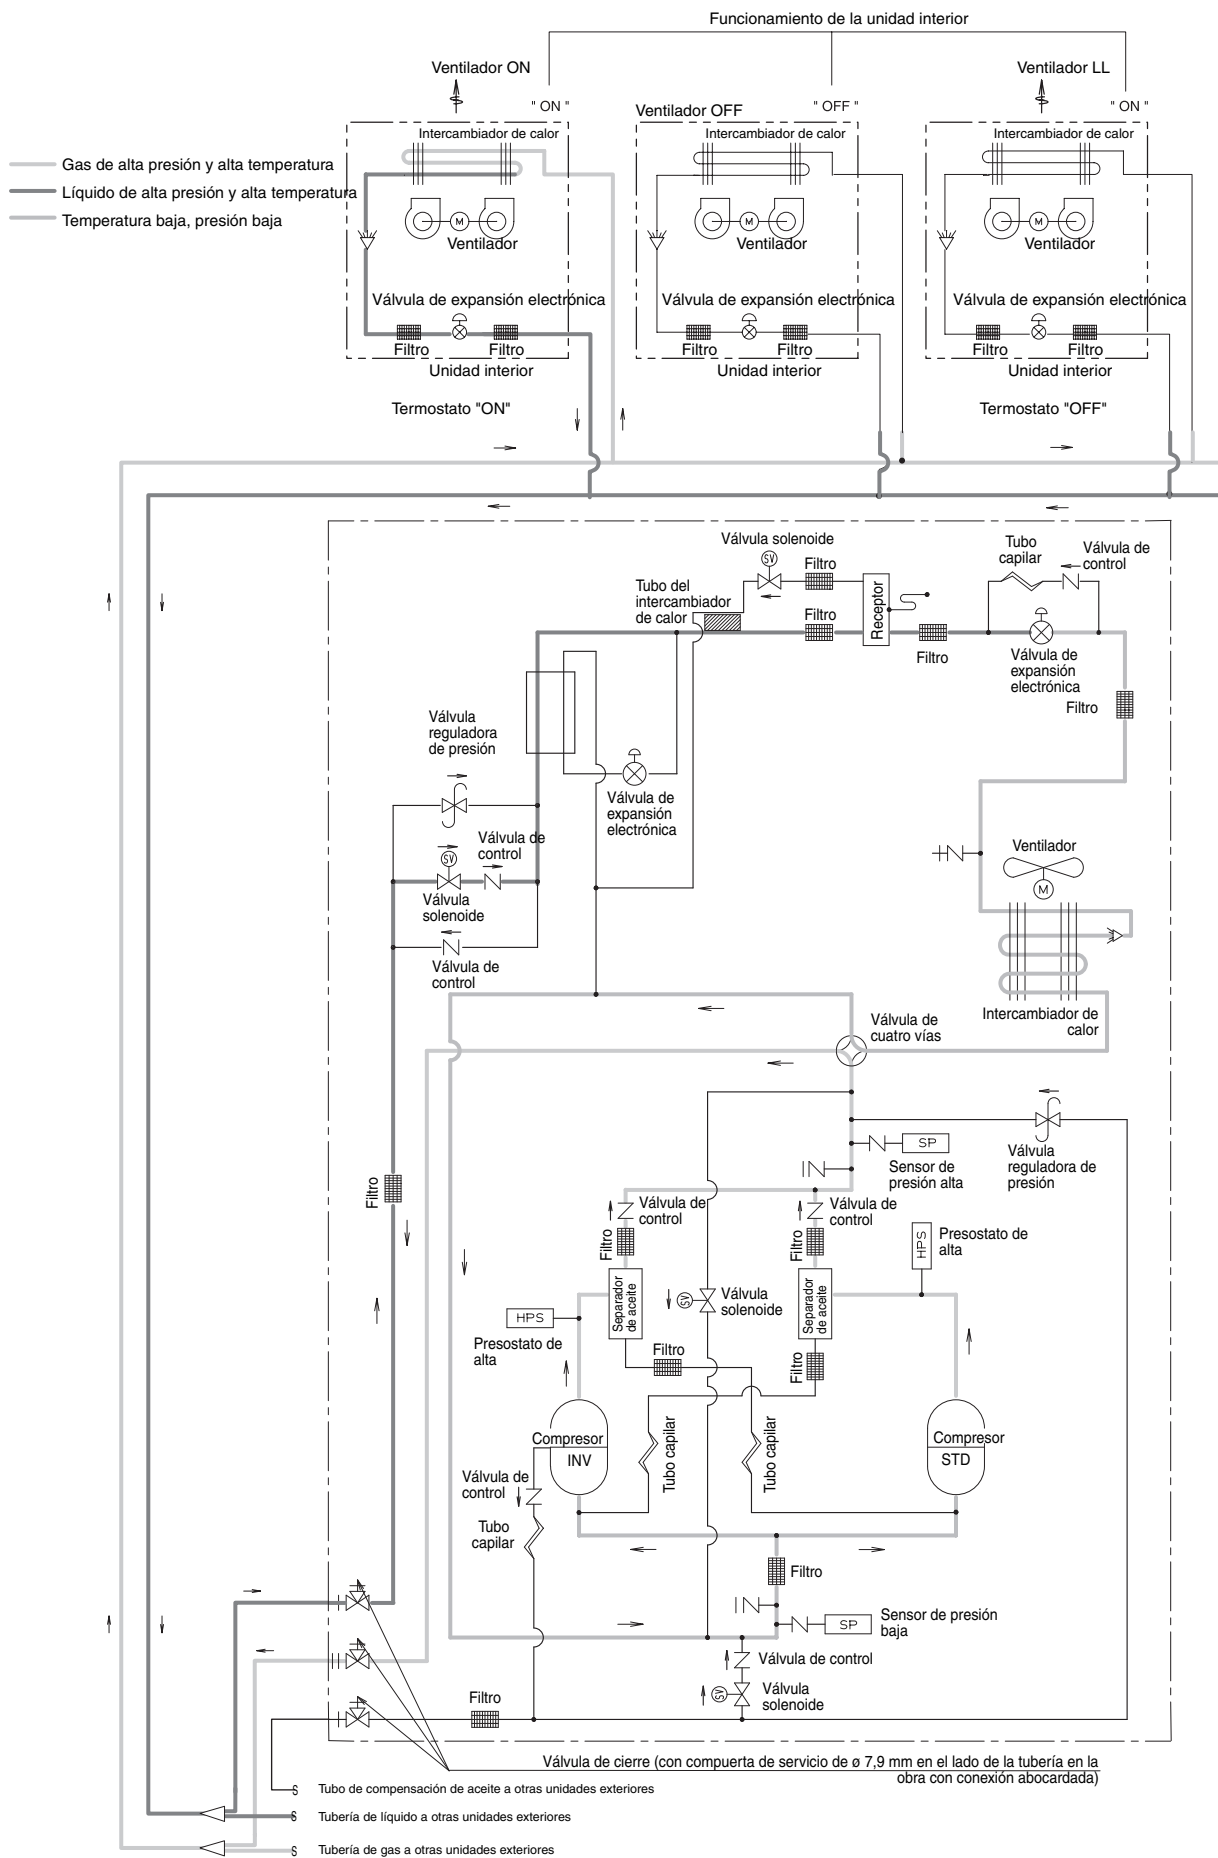 Funcionamiento de la unidad interior
Ventilador ON
" ON "
Ventilador OFF
" OFF "
Ventilador LL
" ON "
Intercambiador de calor
Intercambiador de calor
Intercambiador de calor
Gas de alta presión y alta temperatura
Líquido de alta presión y alta temperatura
Temperatura baja, presión baja
M
M
M
Ventilador
Ventilador
Ventilador
Válvula de expansión electrónica
Válvula de expansión electrónica
Válvula de expansión electrónica
Filtro
Filtro
Filtro
Filtro
Filtro
Filtro
Unidad interior
Unidad interior
Unidad interior
Termostato "ON"
Termostato "OFF"
Válvula solenoide
SV
Filtro
Tubo
capilar
Válvula de
control
Tubo del
intercambiador
de calor
Filtro
Receptor
Filtro
Válvula de
expansión
electrónica
Filtro
Válvula
reguladora
de presión
Válvula de
expansión
electrónica
Válvula de
control
SV
Válvula
solenoide
Válvula de
control
Ventilador
M
Intercambiador de
calor
Válvula de
cuatro vías
SP
Sensor de
presión alta
Válvula
reguladora de
presión
Filtro
Válvula de
control
Válvula de
control
Filtro
Filtro
HPS
Presostato de
alta
Separador
de aceite
SV
Válvula
solenoide
Separador
de aceite
HPS
Presostato de
alta
Filtro
Filtro
Compresor
INV
Tubo capilar
Tubo capilar
Compresor
STD
Válvula de
control
Tubo
capilar
Filtro
SP
Sensor de presión
baja
Válvula de control
SV
Válvula
solenoide
Filtro
Válvula de cierre (con compuerta de servicio de ø 7,9 mm en el lado de la tubería en la
obra con conexión abocardada)
S Tubo de compensación de aceite a otras unidades exteriores
S Tubería de líquido a otras unidades exteriores
S Tubería de gas a otras unidades exteriores